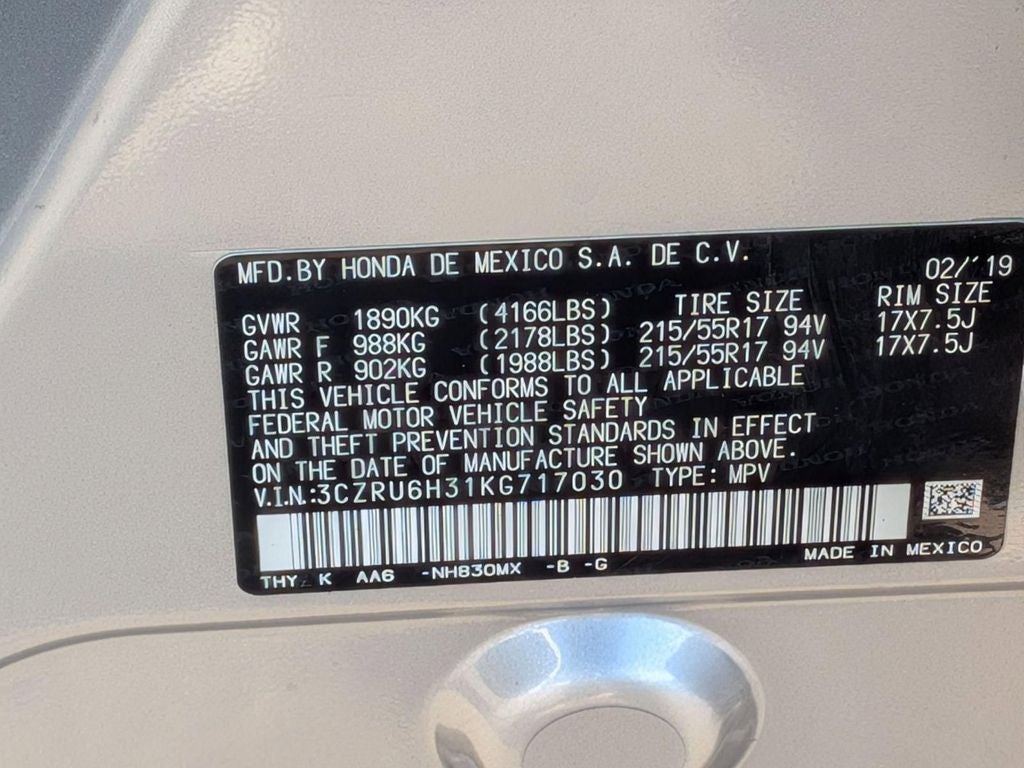 MFD.BY HONDA DE MEXICO S.A. DE C.V.
02/'19
GVWR 1890KG (4166LBS) TIRE SIZE RIM SIZE
GAWR F 988KG (2178LBS) 215/55R17 94V 17X7.5J
GAWR R 902KG (1988LBS) 215/55R17 94V 17X7.5J
THIS VEHICLE CONFORMS TO ALL APPLICABLE
FEDERAL MOTOR VEHICLE SAFETY
AND THEFT PREVENTION STANDARDS IN EFFECT
ON THE DATE OF MANUFACTURE SHOWN ABOVE.
V.I.N.:3CZRU6H31KG717030 TYPE: MPV
THY K AA6 -NH830MX -B -G
MADE IN MEXICO